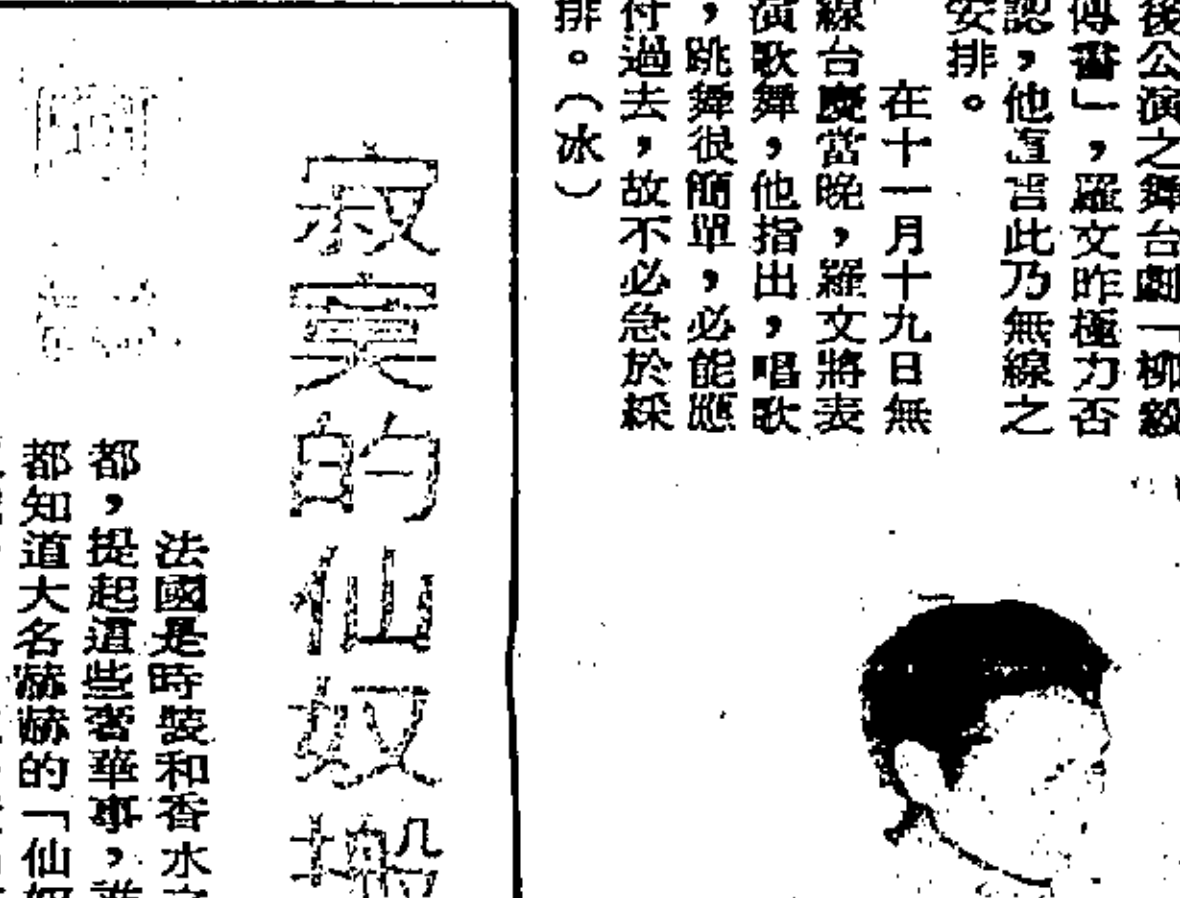 後公演之舞台劇「柳毅
傳書」，羅文昨極力否
認，他直言此乃無線之
安排。
在十一月十九日無
線台慶當晚，羅文將表
演歌舞，他指出，唱歌
，跳舞很簡單，必能應
付過去，故不必急於綵
排。（冰）
寂寞的仙奴
法國是時裝和香水之
都，提起這些奢華事，誰
都知道大名赫赫的「仙奴